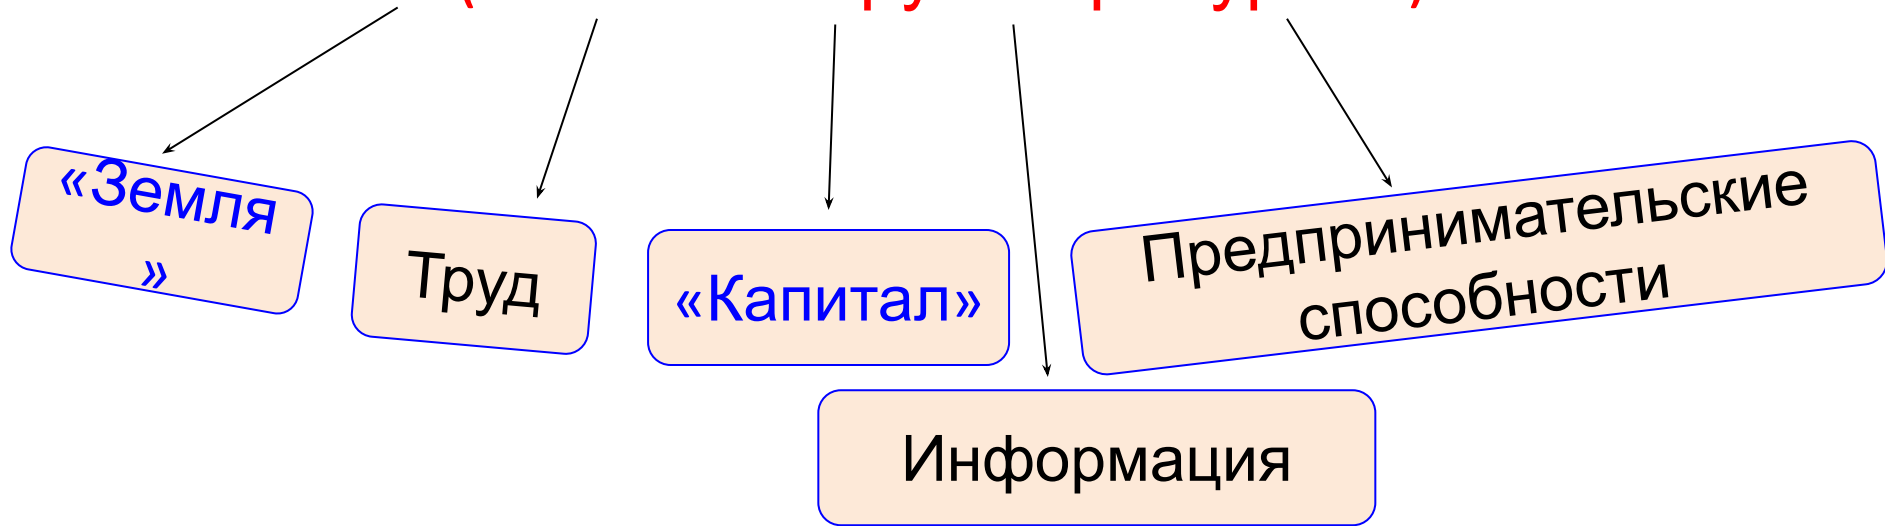 «Земля
»
Труд
«Капитал»
Предпринимательские
способности
Информация